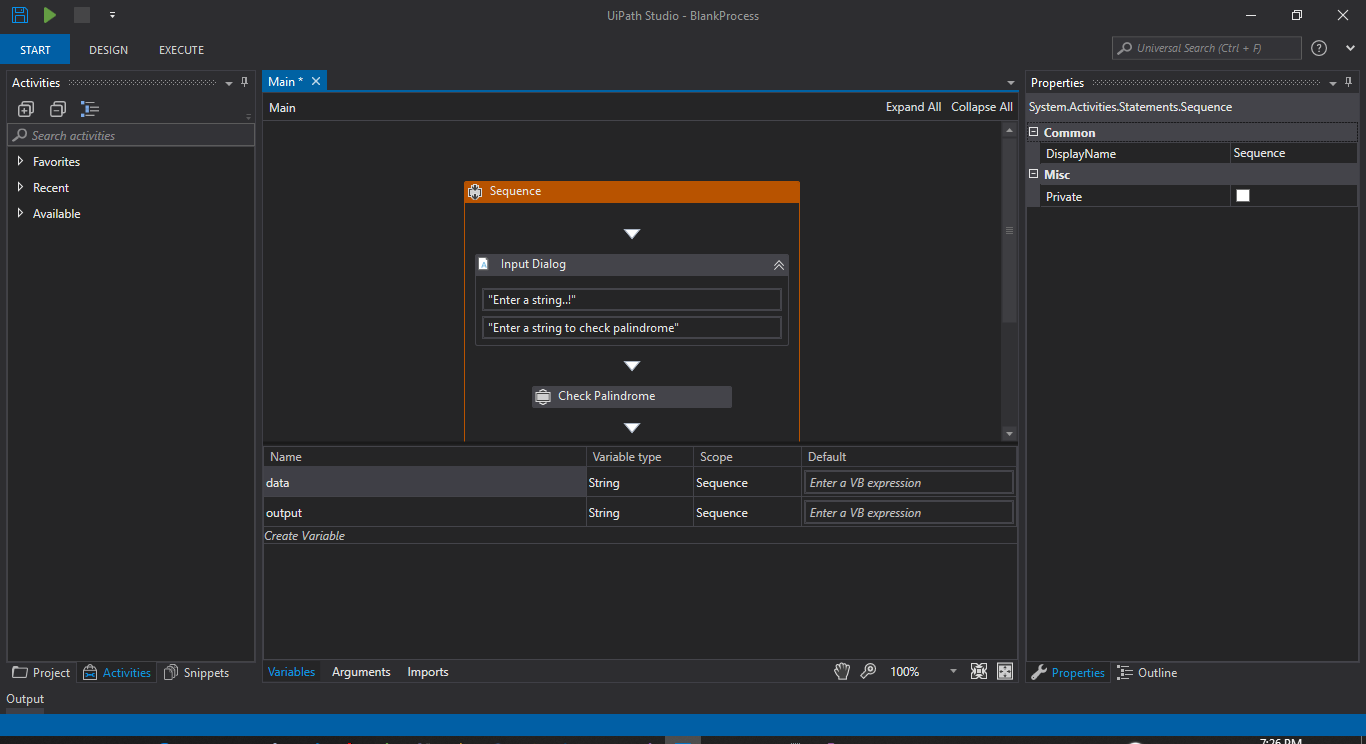 UiPath Studio - BlankProcess
START DESIGN EXECUTE Universal Search (Ctrl + F) ?
Activities
Search activities
Favorites
Recent
Available
Main *
Main Expand All Collapse All
Sequence
Input Dialog
"Enter a string..!"
"Enter a string to check palindrome"
Check Palindrome
Name Variable type Scope Default
data String Sequence Enter a VB expression
output String Sequence Enter a VB expression
Create Variable
Variables Arguments Imports 100%
Properties
System.Activities.Statements.Sequence
Common
DisplayName Sequence
Misc
Private
Project Activities Snippets
Properties Outline
Output
7:26 PM